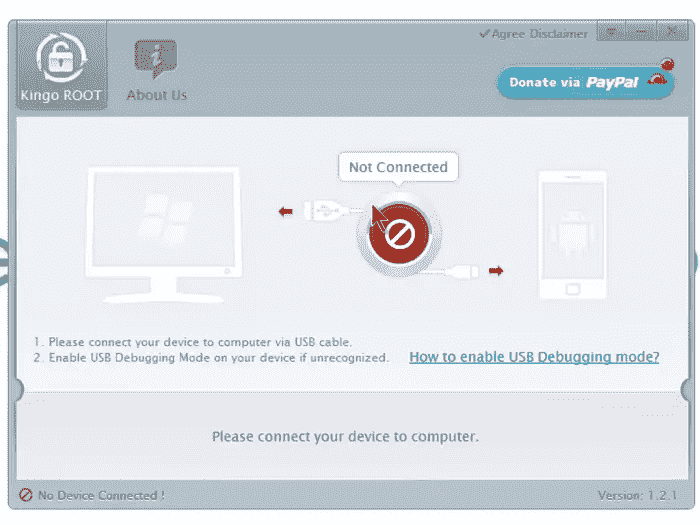 Agree Disclaimer
Kingo ROOT
About Us
Donate via PayPal
Not Connected
1. Please connect your device to computer via USB cable.
2. Enable USB Debugging Mode on your device if unrecognized.
How to enable USB Debugging mode?
Please connect your device to computer.
No Device Connected !
Version: 1.2.1